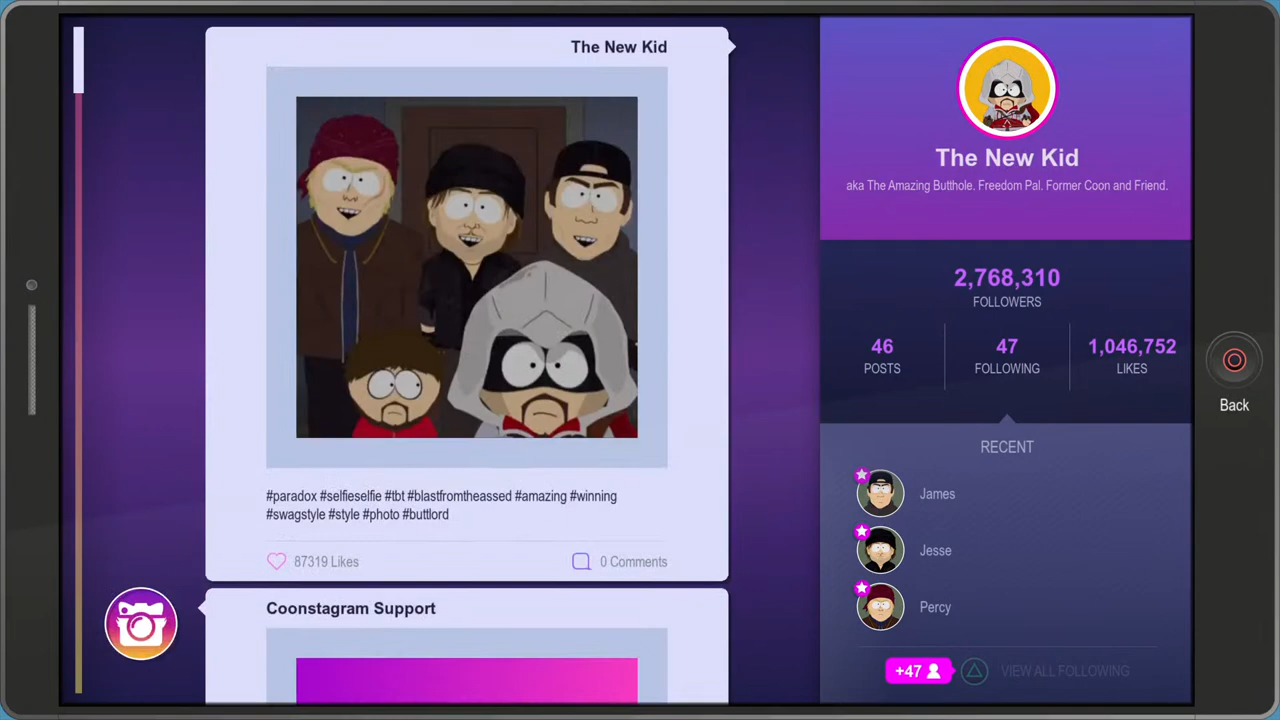 The New Kid
#paradox #selfieselfie #tbt #blastfromtheassed #amazing #winning
#swagstyle #style #photo #buttlord
87319 Likes
0 Comments
Coonstagram Support
The New Kid
aka The Amazing Butthole. Freedom Pal. Former Coon and Friend.
2,768,310
FOLLOWERS
46
POSTS
47
FOLLOWING
1,046,752
LIKES
RECENT
James
Jesse
Percy
+47
VIEW ALL FOLLOWING
Back